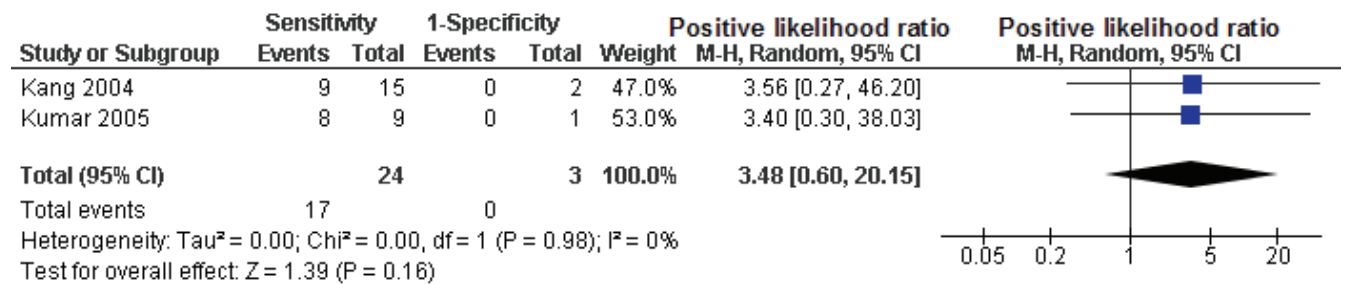 Sensitivity 1-Specificity Positive likelihood ratio Positive likelihood ratio
Study or Subgroup Events Total Events Total Weight M-H, Random, 95% CI M-H, Random, 95% CI
Kang 2004 9 15 0 2 47.0% 3.56 [0.27, 46.20]
Kumar 2005 8 9 0 1 53.0% 3.40 [0.30, 38.03]
Total (95% CI) 24 3 100.0% 3.48 [0.60, 20.15]
Total events 17 0
Heterogeneity: Tau² = 0.00; Chi² = 0.00, df = 1 (P = 0.98); I² = 0%
Test for overall effect: Z = 1.39 (P = 0.16)
0.05 0.2 1 5 20